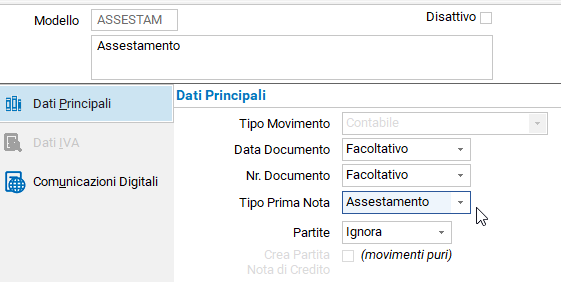 Modello ASSESTAM Disattivo
Assestamento
Dati Principali
Dati IVA
Comunicazioni Digitali
Dati Principali
Tipo Movimento Contabile
Data Documento Facoltativo
Nr. Documento Facoltativo
Tipo Prima Nota Assestamento
Partite Ignora
Crea Partita (movimenti puri)
Nota di Credito